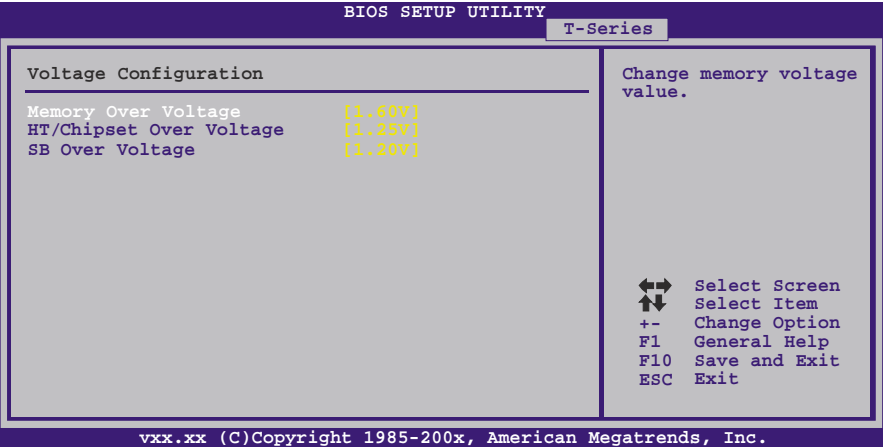 BIOS SETUP UTILITY
T-Series
Voltage Configuration
Memory Over Voltage [1.60V]
HT/Chipset Over Voltage [1.25V]
SB Over Voltage [1.20V]
Change memory voltage
value.
Select Screen
Select Item
+- Change Option
F1 General Help
F10 Save and Exit
ESC Exit
vxx.xx (C)Copyright 1985-200x, American Megatrends, Inc.